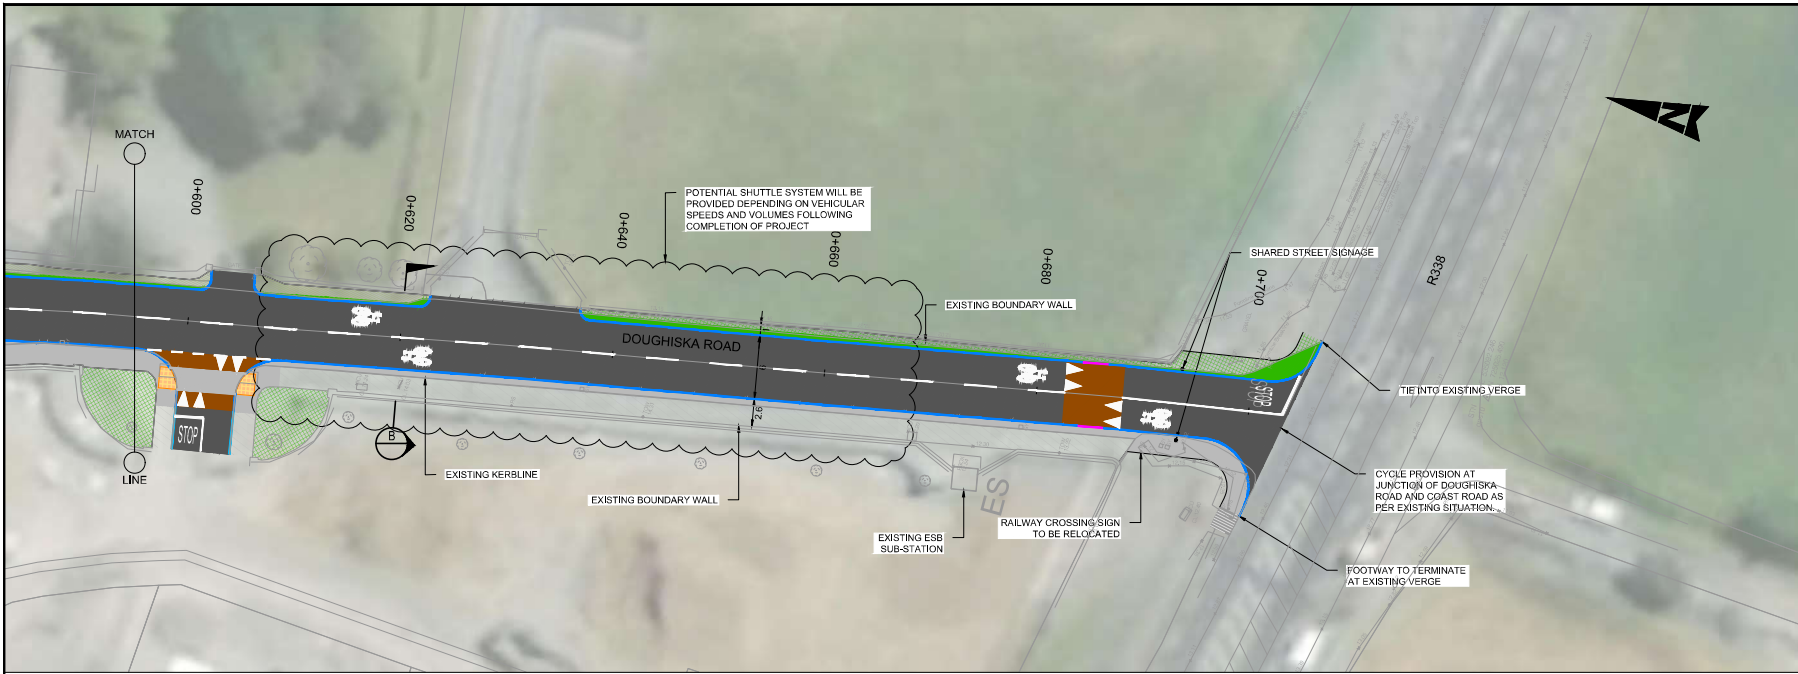 MATCH
0+600
0+620
0+640
0+660
0+680
0+700
POTENTIAL SHUTTLE SYSTEM WILL BE
PROVIDED DEPENDING ON VEHICULAR
SPEEDS AND VOLUMES FOLLOWING
COMPLETION OF PROJECT
SHARED STREET SIGNAGE
R338
N
EXISTING BOUNDARY WALL
DOUGHISKA ROAD
STOP
TIE INTO EXISTING VERGE
2.6
STOP
B
LINE
EXISTING KERBLINE
EXISTING BOUNDARY WALL
ES
EXISTING ESB
SUB-STATION
RAILWAY CROSSING SIGN
TO BE RELOCATED
CYCLE PROVISION AT
JUNCTION OF DOUGHISKA
ROAD AND COAST ROAD AS
PER EXISTING SITUATION.
FOOTWAY TO TERMINATE
AT EXISTING VERGE